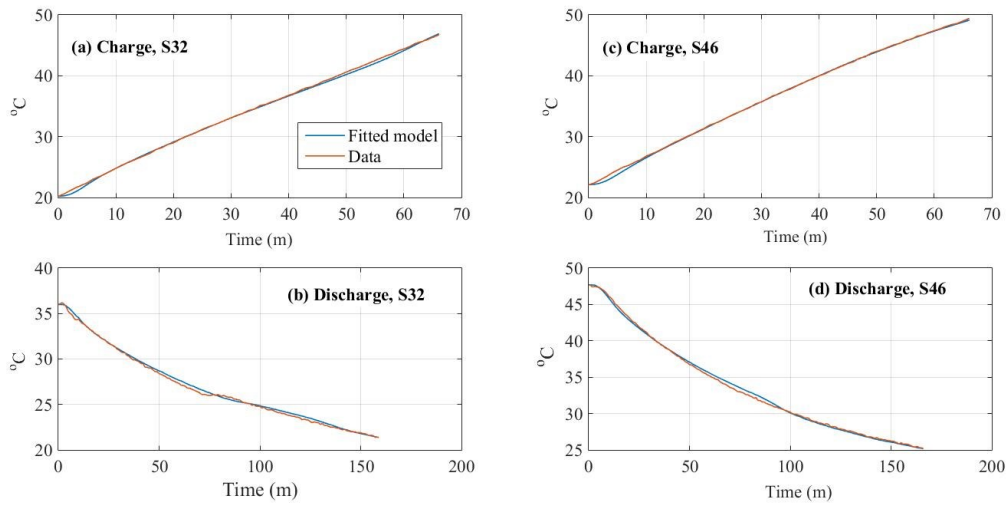 50
40
30
20
°C
(a) Charge, S32
Fitted model
Data
0 10 20 30 40 50 60 70
Time (m)
50
40
30
20
°C
(c) Charge, S46
0 10 20 30 40 50 60 70
Time (m)
40
35
30
25
20
°C
(b) Discharge, S32
0 50 100 150 200
Time (m)
50
45
40
35
30
25
°C
(d) Discharge, S46
0 50 100 150 200
Time (m)